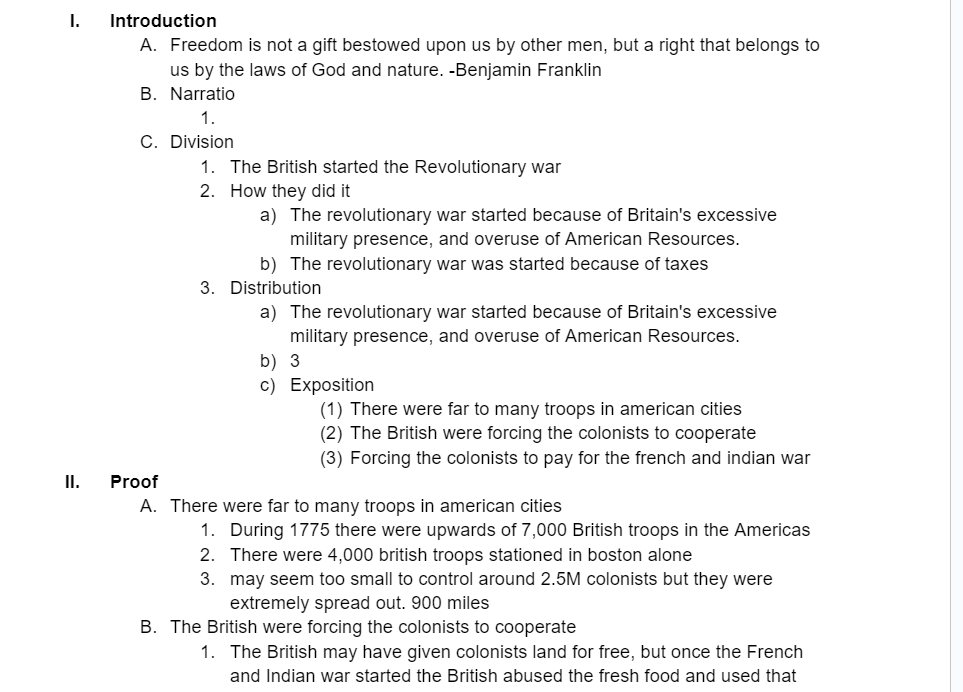 I. Introduction
A. Freedom is not a gift bestowed upon us by other men, but a right that belongs to
us by the laws of God and nature. -Benjamin Franklin
B. Narratio
1.
C. Division
1. The British started the Revolutionary war
2. How they did it
a) The revolutionary war started because of Britain's excessive
military presence, and overuse of American Resources.
b) The revolutionary war was started because of taxes
3. Distribution
a) The revolutionary war started because of Britain's excessive
military presence, and overuse of American Resources.
b) 3
c) Exposition
(1) There were far to many troops in american cities
(2) The British were forcing the colonists to cooperate
(3) Forcing the colonists to pay for the french and indian war
II. Proof
A. There were far to many troops in american cities
1. During 1775 there were upwards of 7,000 British troops in the Americas
2. There were 4,000 british troops stationed in boston alone
3. may seem too small to control around 2.5M colonists but they were
extremely spread out. 900 miles
B. The British were forcing the colonists to cooperate
1. The British may have given colonists land for free, but once the French
and Indian war started the British abused the fresh food and used that